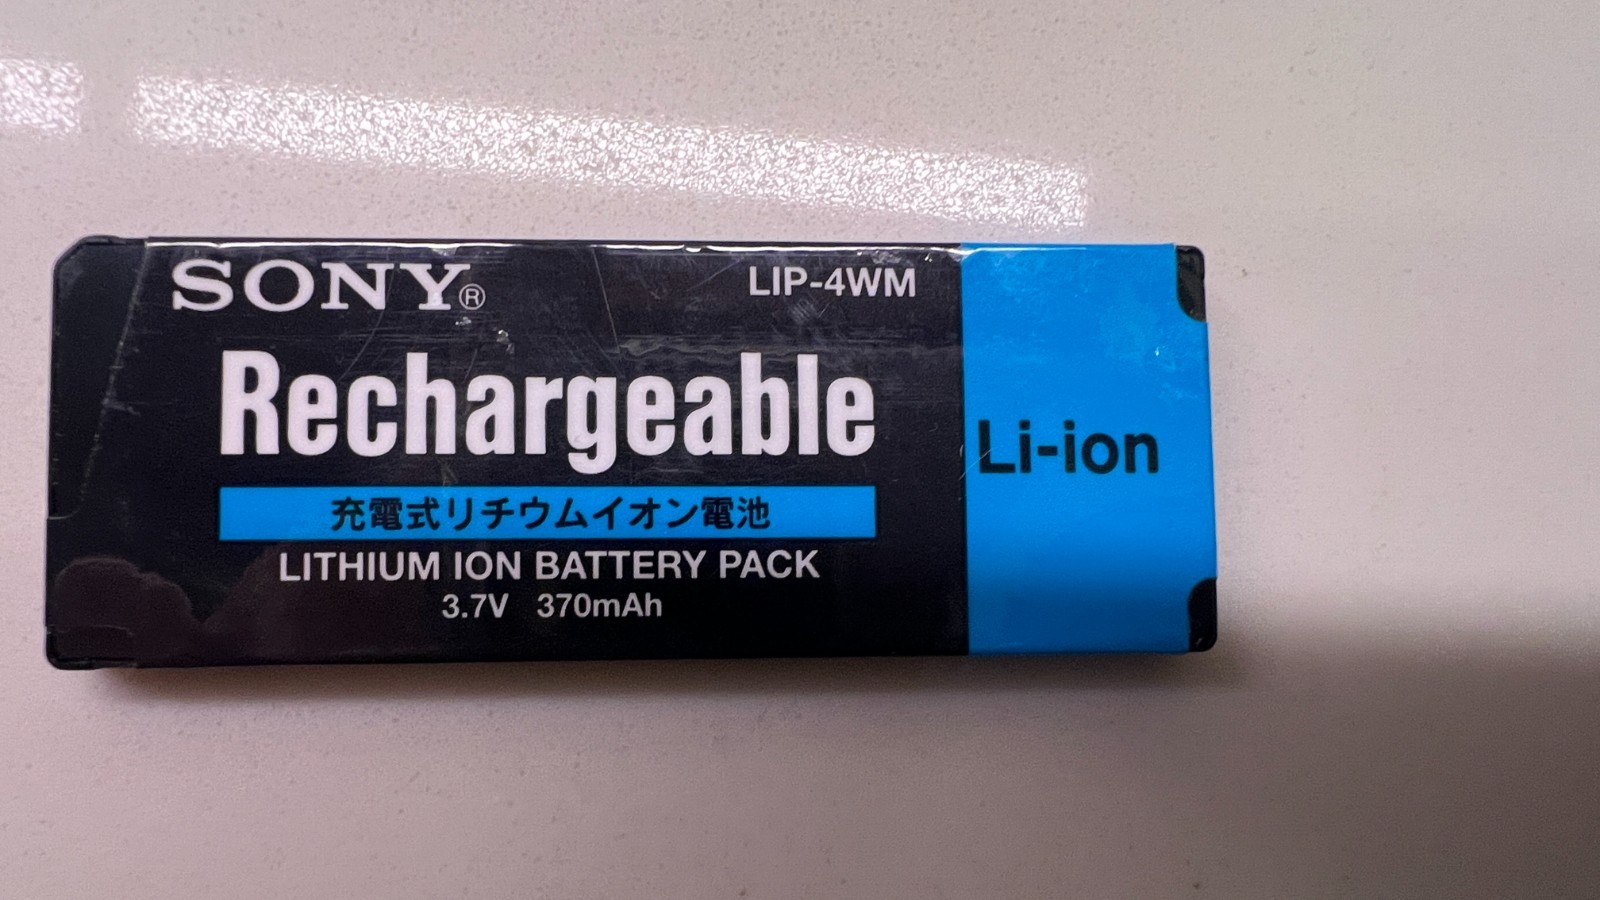 SONY®
LIP-4WM
Rechargeable
Li-ion
充電式リチウムイオン電池
LITHIUM ION BATTERY PACK
3.7V 370mAh